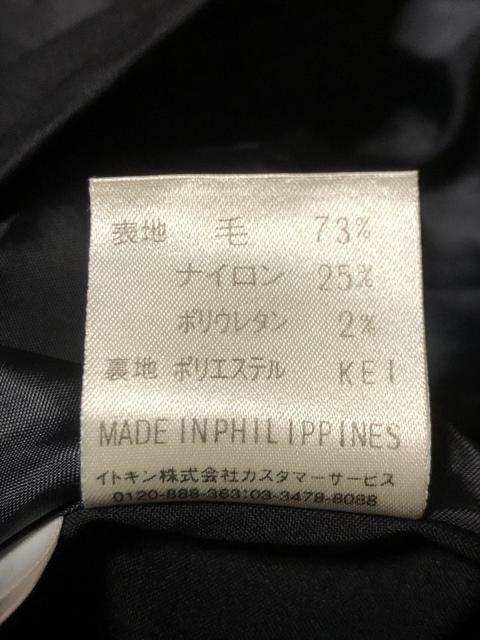 表地 毛 73%
ナイロン 25%
ポリウレタン 2%
裏地 ポリエステル KEI
MADE IN PHILIPPINES
イトキン株式会社カスタマーサービス
0120-888-363:03-3478-8088